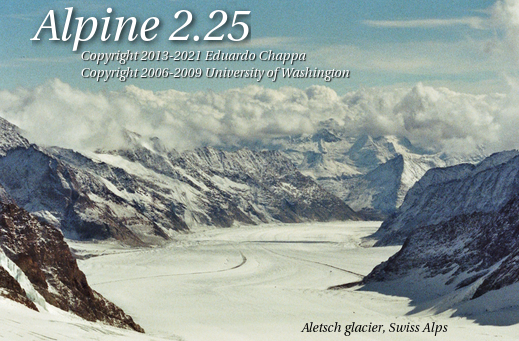 Alpine 2.25
Copyright 2013-2021 Eduardo Chappa
Copyright 2006-2009 University of Washington
Aletsch glacier, Swiss Alps